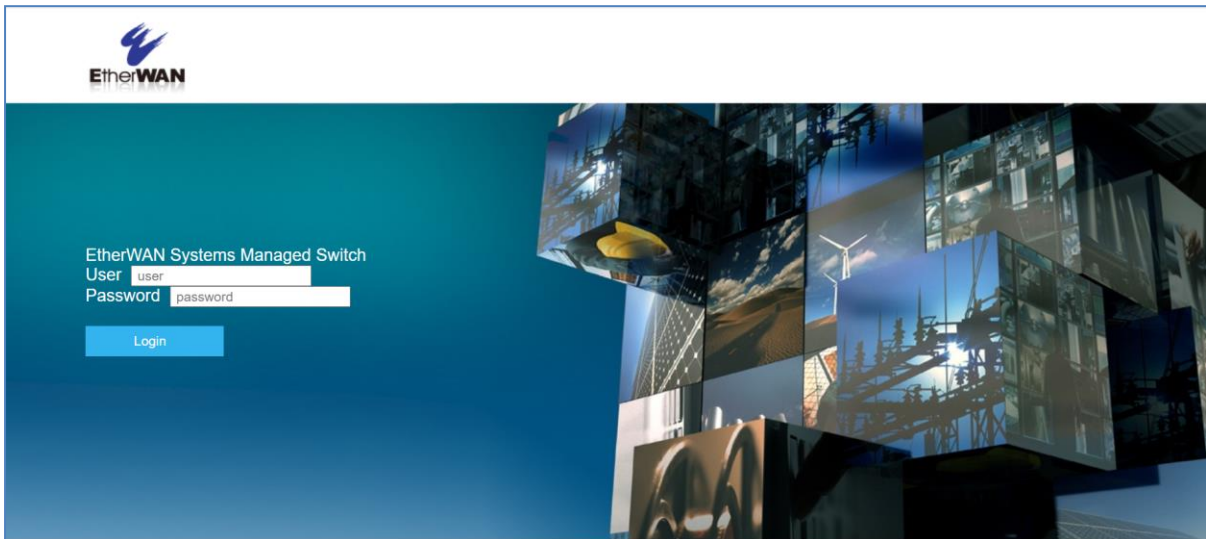 EtherWAN
EtherWAN Systems Managed Switch
User user
Password password
Login